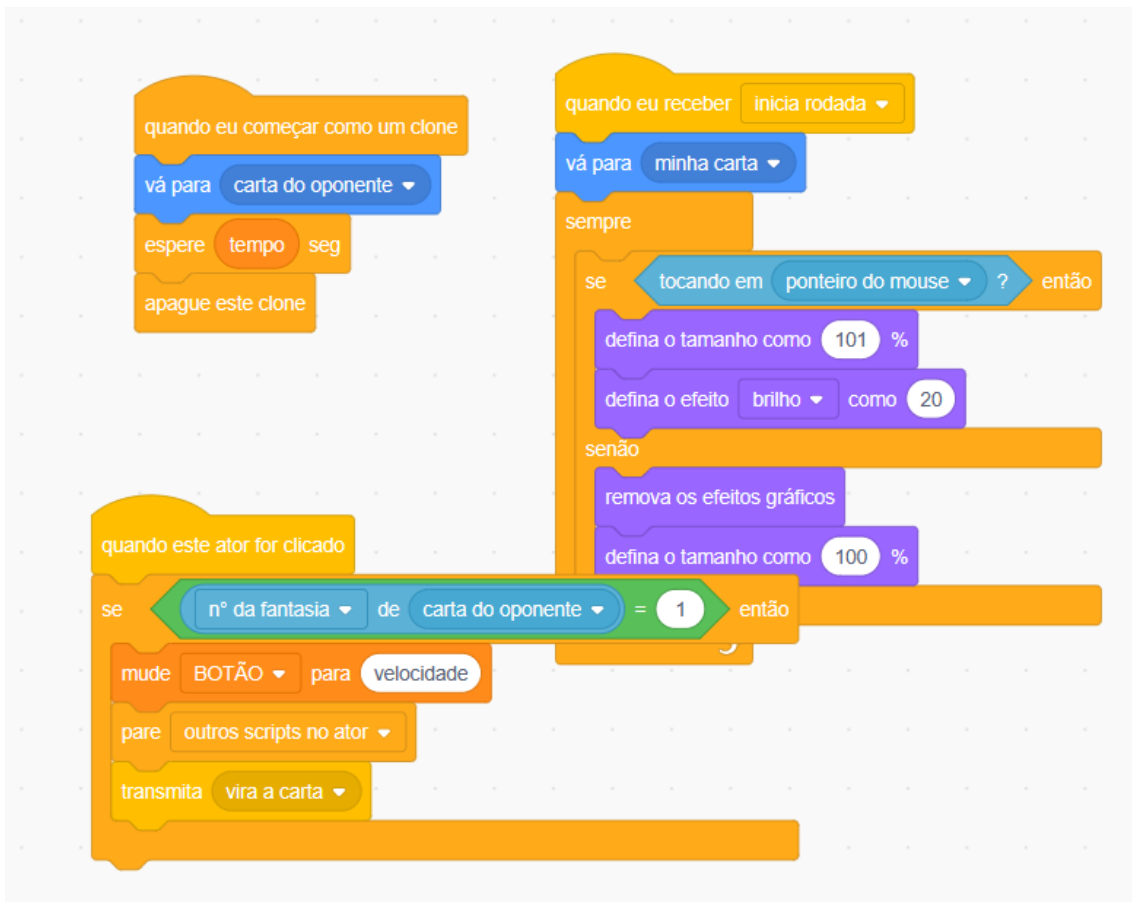 quando eu começar como um clone
vá para carta do oponente
espere tempo seg
apague este clone
quando eu receber inicia rodada
vá para minha carta
sempre
se tocando em ponteiro do mouse ? então
defina o tamanho como 101 %
defina o efeito brilho como 20
senão
remova os efeitos gráficos
defina o tamanho como 100 %
quando este ator for clicado
se nº da fantasia de carta do oponente = 1 então
mude BOTÃO para velocidade
pare outros scripts no ator
transmita vira a carta